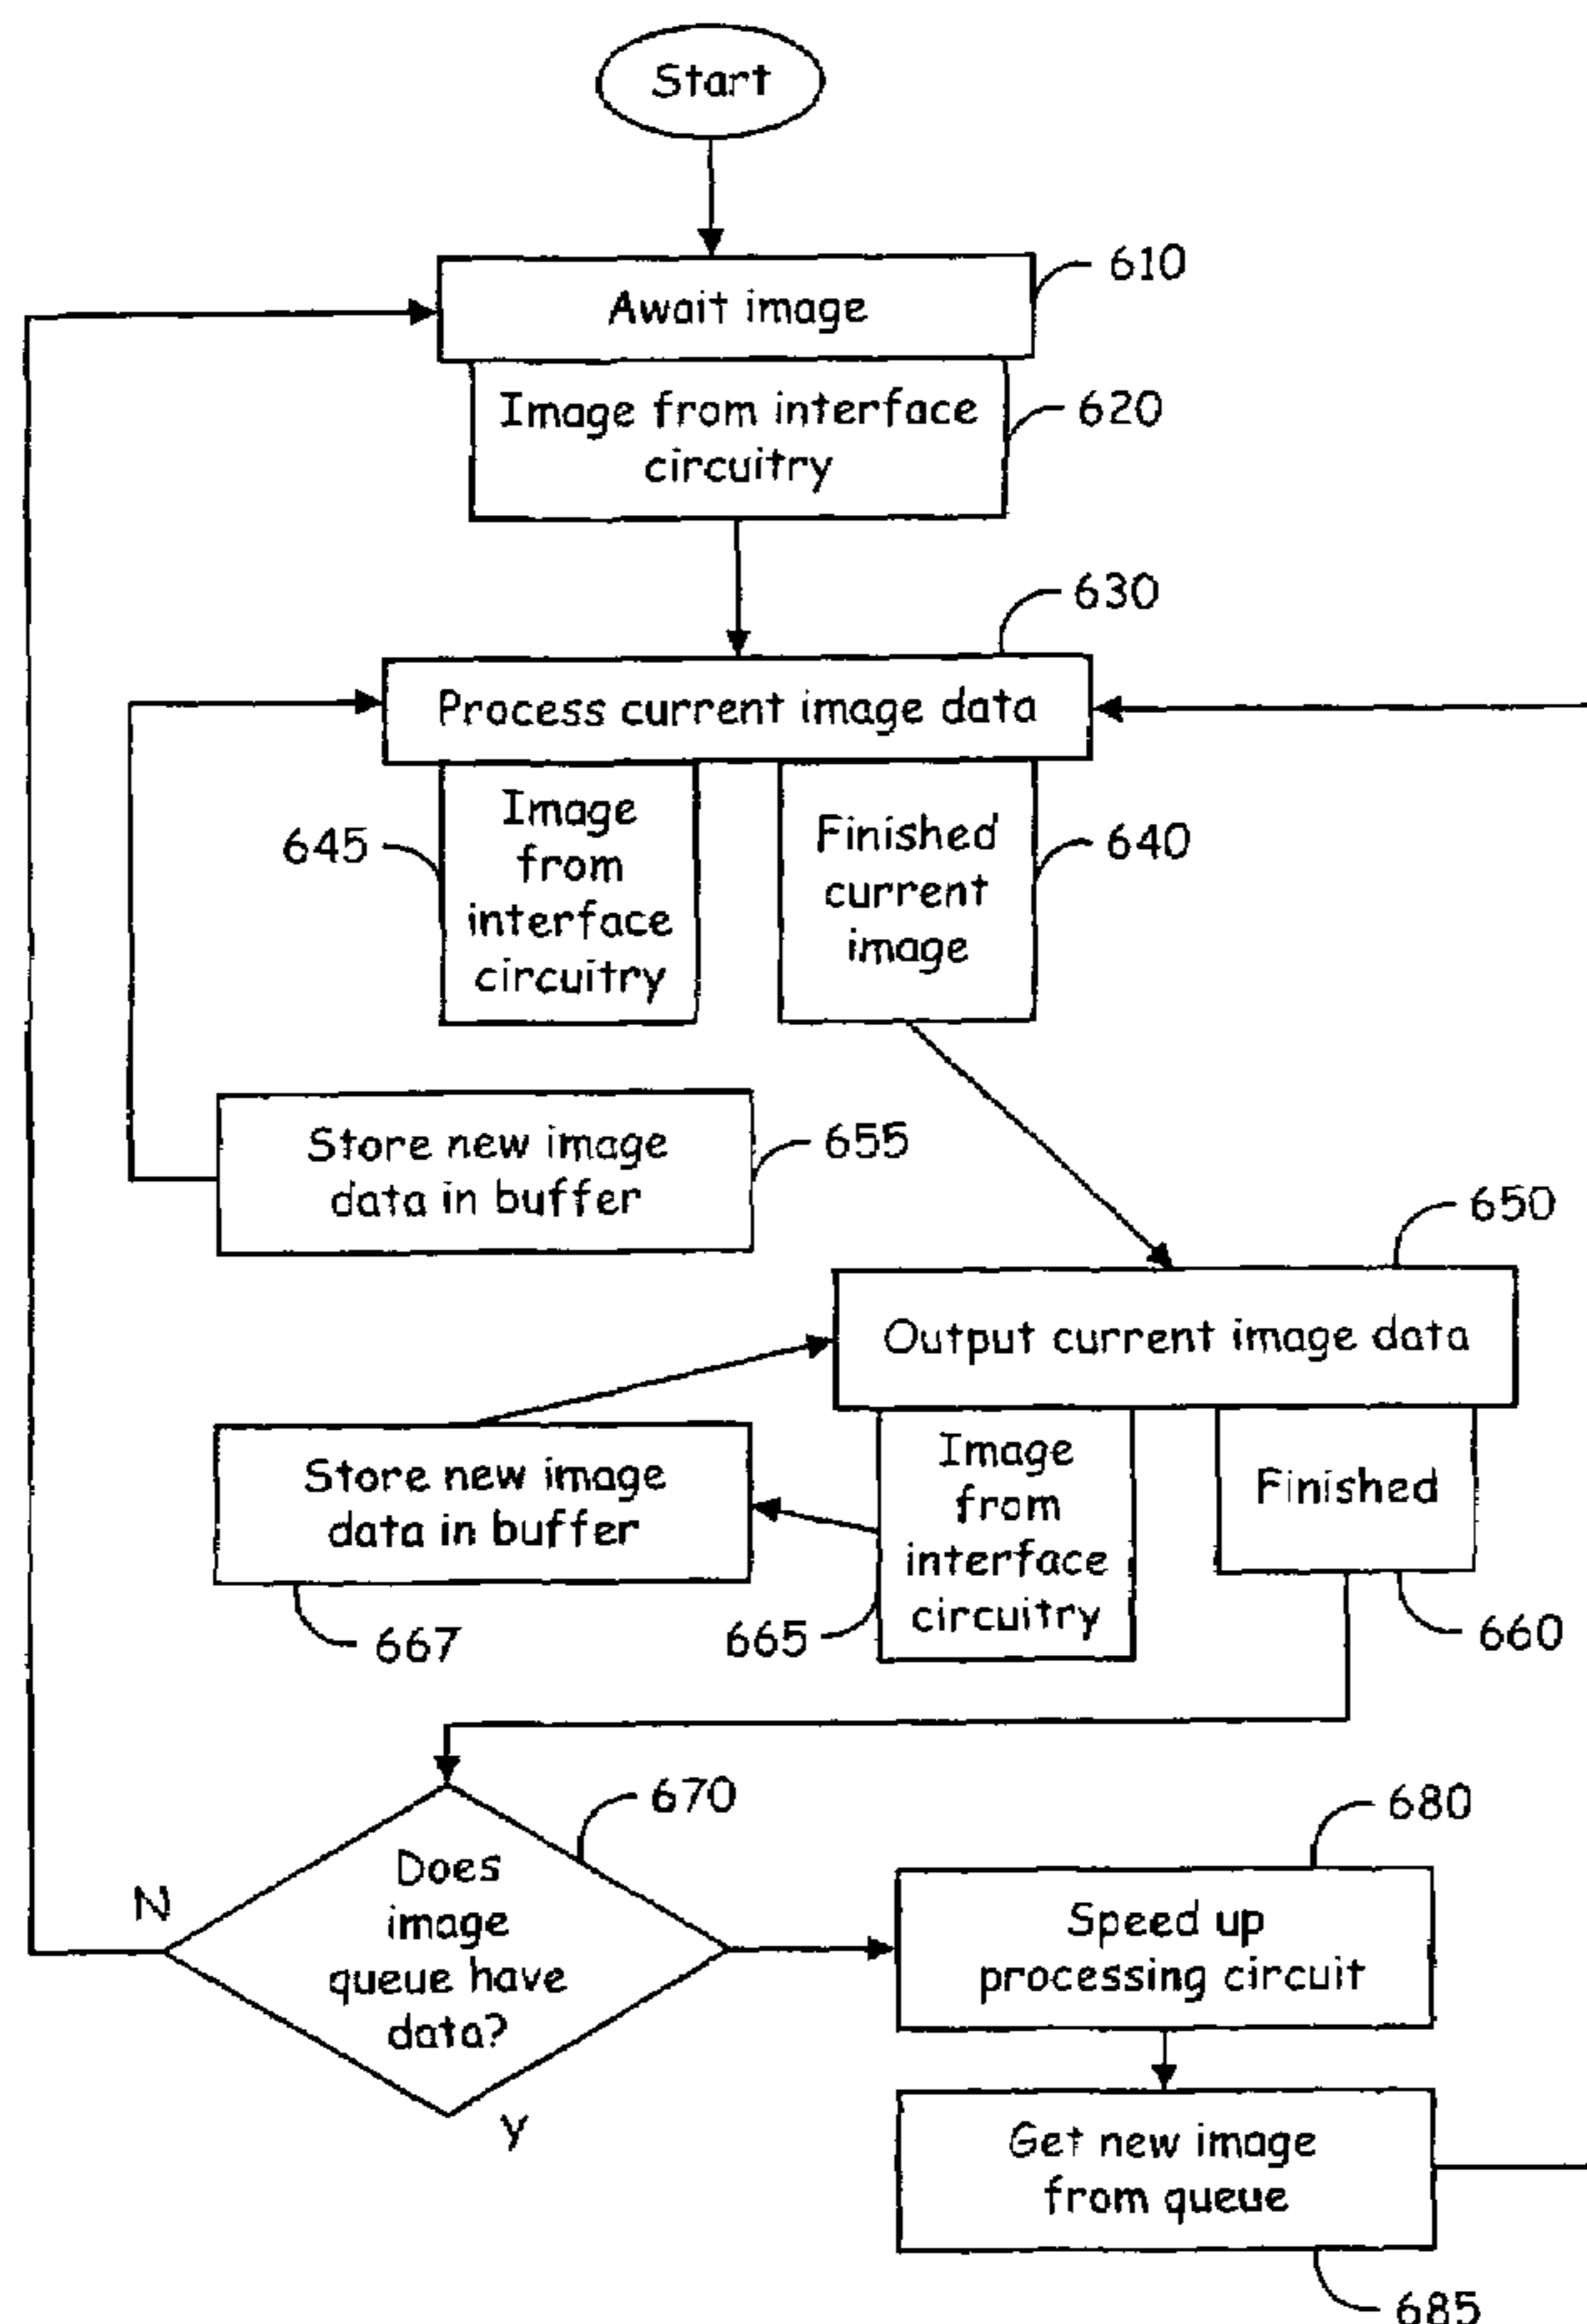 Start
610
Await image
Image from interface
circuitry
620
630
Process current image data
645
Image
from
interface
circuitry
Finished
current
image
640
Store new image
data in buffer
655
650
Output current image data
Store new image
data in buffer
667
Image
from
interface
circuitry
665
Finished
660
670
N
Does
image
queue have
data?
Y
680
Speed up
processing circuit
Get new image
from queue
685